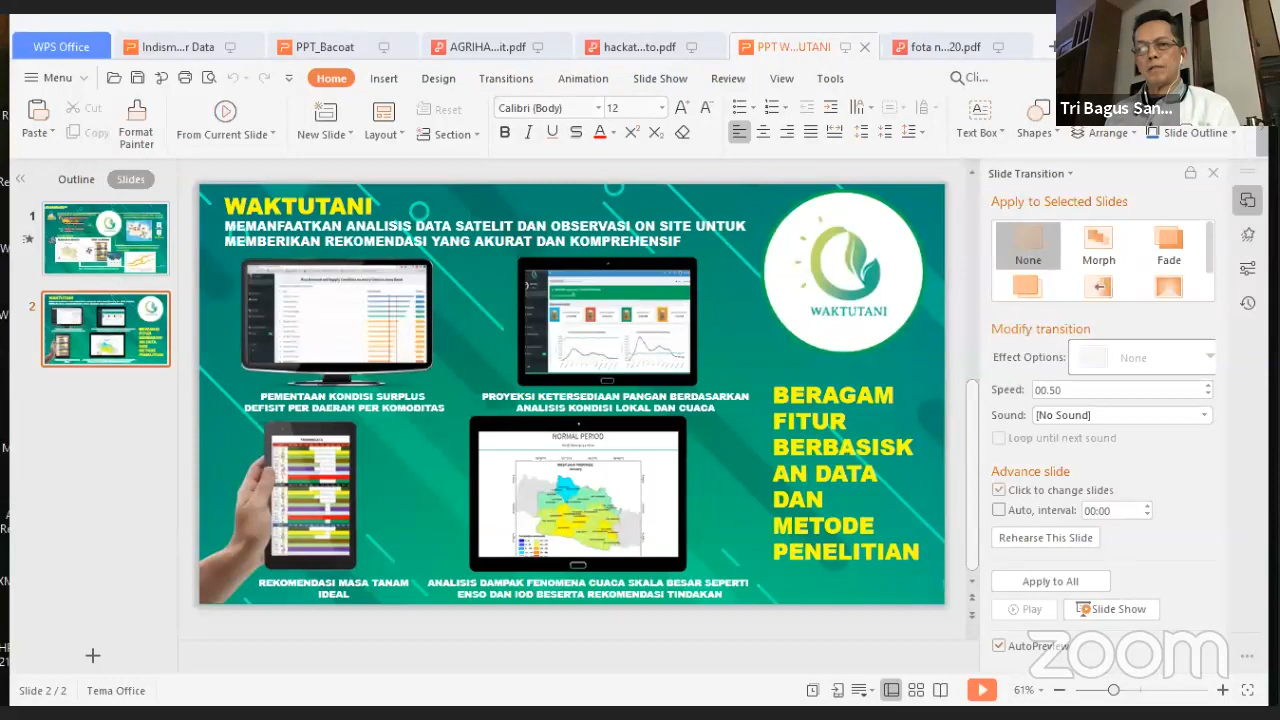 WPS Office
Indism...r Data
PPT_Bacoat
AGRIHA...it.pdf
hackat...to.pdf
PPT W...UTANI
fota n...20.pdf
Menu
Home
Insert
Design
Transitions
Animation
Slide Show
Review
View
Tools
Cli...
Tri Bagus San...
Paste
Cut
Copy
Format
Painter
From Current Slide
New Slide
Layout
Reset
Section
Calibri (Body)
12
Text Box
Shapes
Arrange
Slide Outline
Outline
Slides
1
2
WAKTUTANI
MEMANFAATKAN ANALISIS DATA SATELIT DAN OBSERVASI ON SITE UNTUK
MEMBERIKAN REKOMENDASI YANG AKURAT DAN KOMPREHENSIF
WAKTUTANI
PEMENTAAN KONDISI SURPLUS
DEFISIT PER DAERAH PER KOMODITAS
PROYEKSI KETERSEDIAAN PANGAN BERDASARKAN
ANALISIS KONDISI LOKAL DAN CUACA
NORMAL PERIOD
REKOMENDASI MASA TANAM
IDEAL
ANALISIS DAMPAK FENOMENA CUACA SKALA BESAR SEPERTI
ENSO DAN IOD BESERTA REKOMENDASI TINDAKAN
BERAGAM
FITUR
BERBASISK
AN DATA
DAN
METODE
PENELITIAN
Slide Transition
Apply to Selected Slides
None
Morph
Fade
Modify transition
Effect Options:
None
Speed:
00.50
Sound:
[No Sound]
Loop until next sound
Advance slide
Click to change slides
Auto, interval:
00:00
Rehearse This Slide
Apply to All
Play
Slide Show
AutoPreview
zoom
Slide 2 / 2
Tema Office
61%